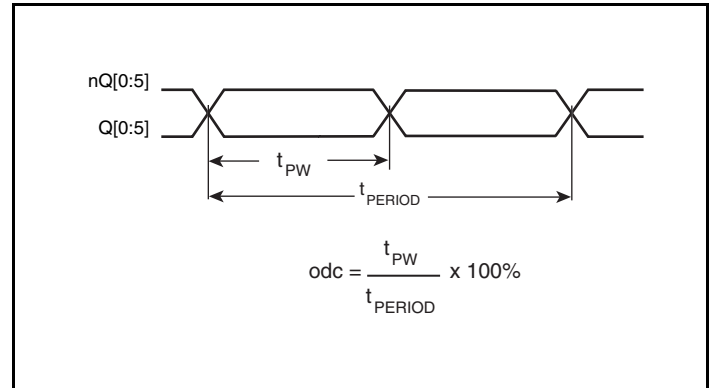 nQ[0:5]
Q[0:5]
tPW
tPERIOD
odc = tPW / tPERIOD x 100%